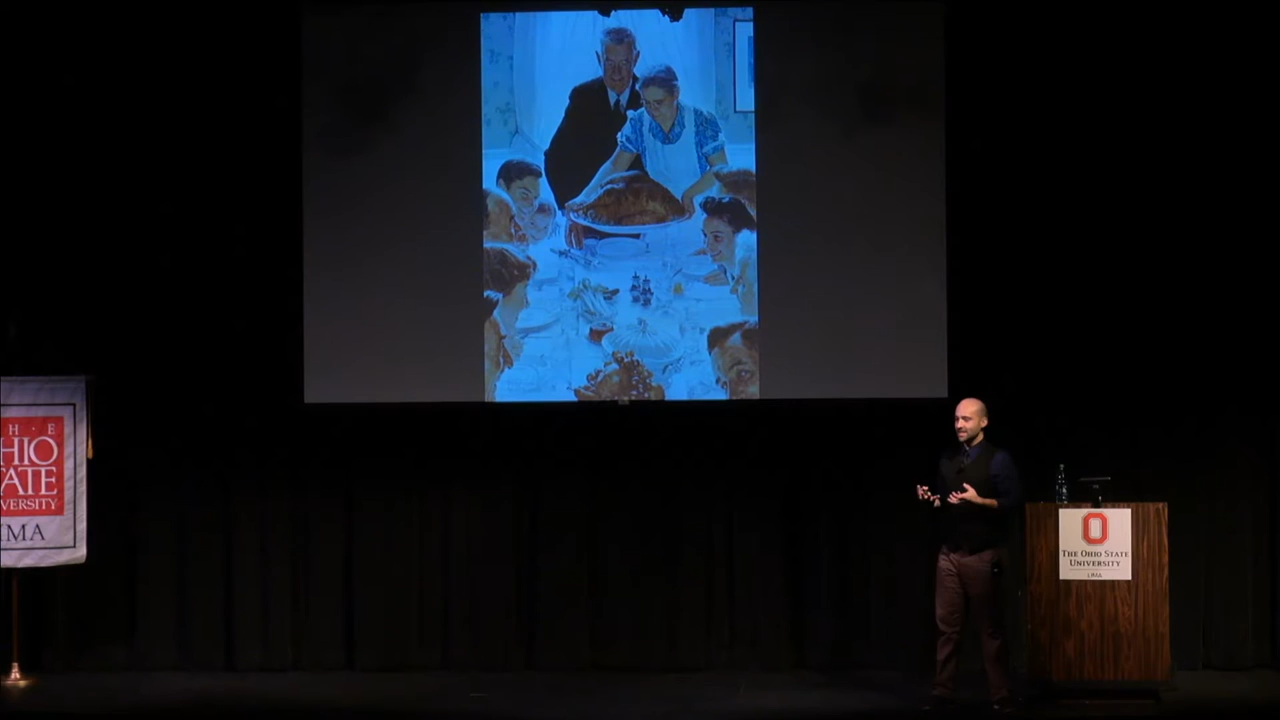 H · E
HIO
ATE
VERSITY
IMA
O
THE OHIO STATE
UNIVERSITY
LIMA